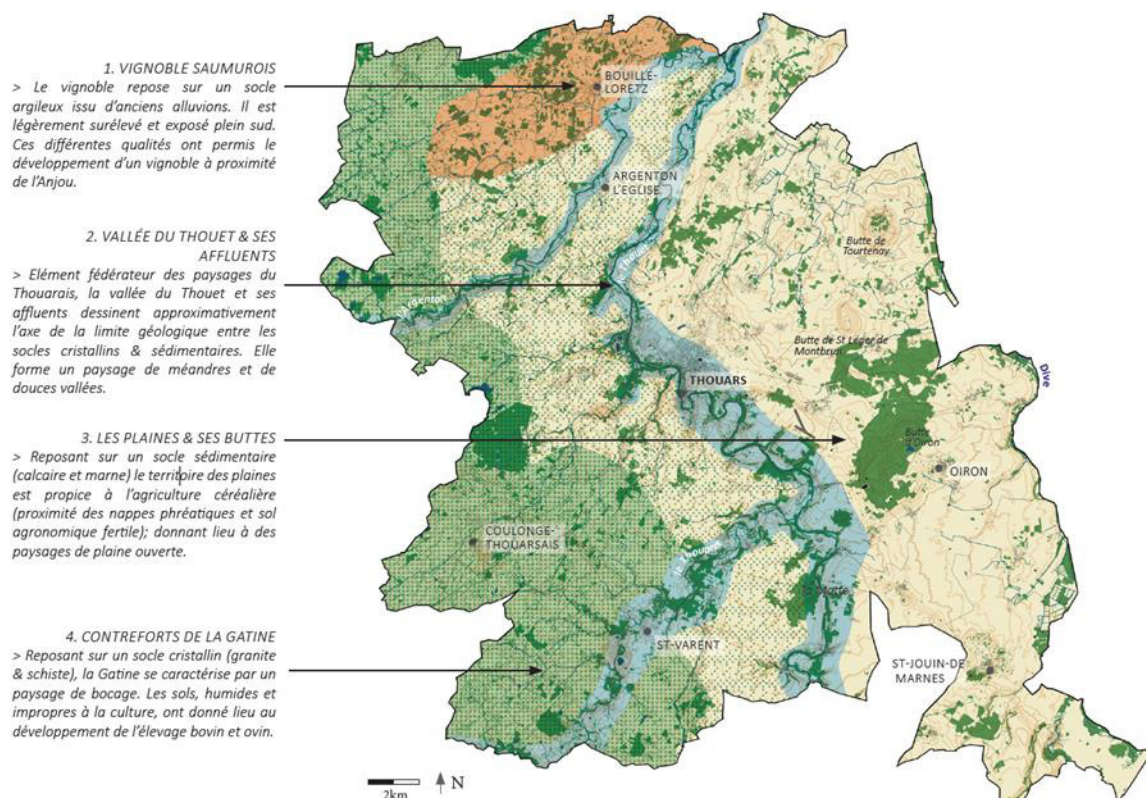 1. VIGNOBLE SAUMUROIS
> Le vignoble repose sur un socle
argileux issu d'anciens alluvions. Il est
légèrement surélevé et exposé plein sud.
Ces différentes qualités ont permis le
développement d'un vignoble à proximité
de l'Anjou.
2. VALLÉE DU THOUET & SES
AFFLUENTS
> Elément fédérateur des paysages du
Thouarais, la vallée du Thouet et ses
affluents dessinent approximativement
l'axe de la limite géologique entre les
socles cristallins & sédimentaires. Elle
forme un paysage de méandres et de
douces vallées.
3. LES PLAINES & SES BUTTES
> Reposant sur un socle sédimentaire
(calcaire et marne) le territoire des plaines
est propice à l'agriculture céréalière
(proximité des nappes phréatiques et sol
agronomique fertile); donnant lieu à des
paysages de plaine ouverte.
4. CONTREFORTS DE LA GATINE
> Reposant sur un socle cristallin (granite
& schiste), la Gatine se caractérise par un
paysage de bocage. Les sols, humides et
impropres à la culture, ont donné lieu au
développement de l'élevage bovin et ovin.
BOUILLE-
LORETZ
ARGENTON
L'EGLISE
Butte de
Tourtenay
l'Argenton
Butte de St Léger de
Montbrun
Dive
THOUARS
Butte
d'Oiron
OIRON
COULONGE-
THOUARSAIS
ST-VARENT
ST-JOUIN-DE
MARNES
2km
N